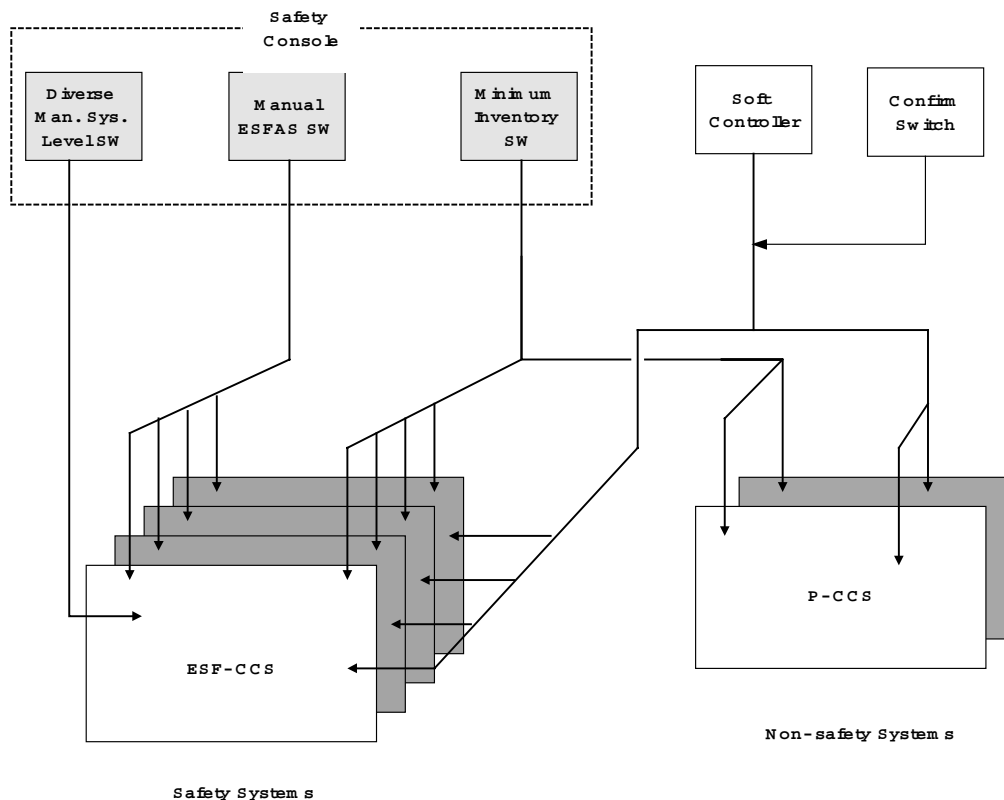 Safety
Console
Diverse
Man. Sys.
Level SW
Manual
ESFAS SW
Minimum
Inventory
SW
Soft
Controller
Confirm
Switch
ESF-CCS
P-CCS
Non-safety Systems
Safety Systems